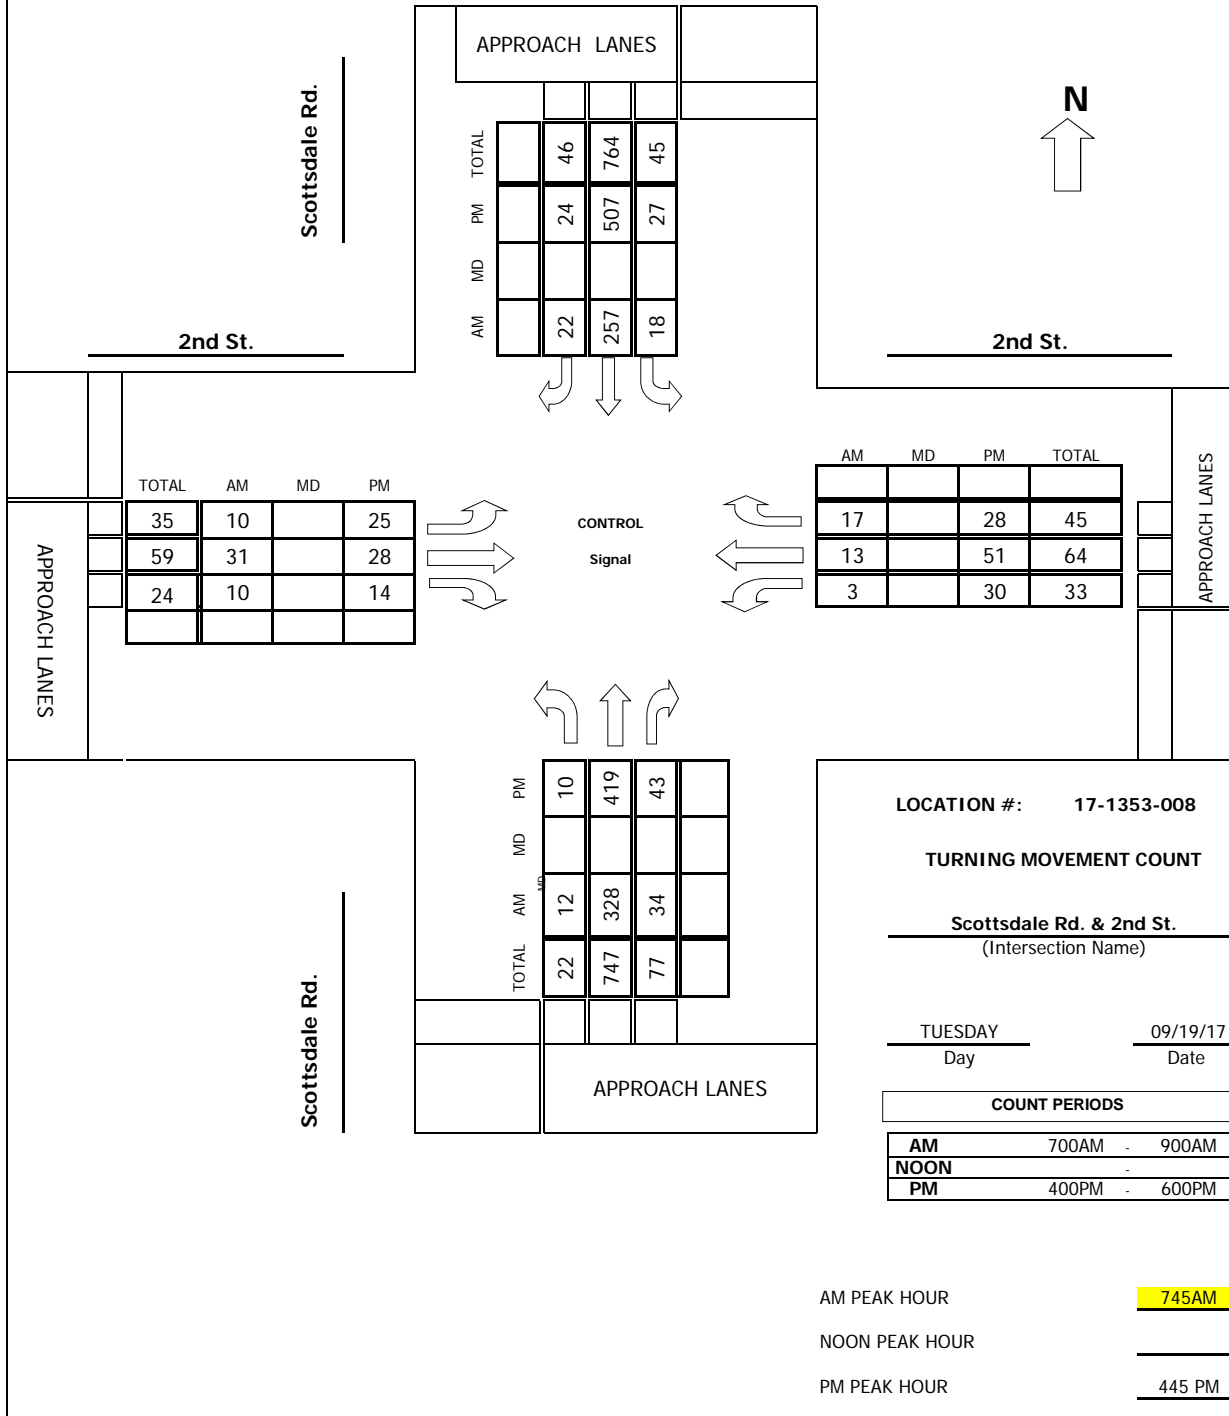 APPROACH LANES
Scottsdale Rd.
N
TOTAL 46 764 45
PM 24 507 27
MD
AM 22 257 18
2nd St.
2nd St.
TOTAL AM MD PM
35 10 25
59 31 28
24 10 14
APPROACH LANES
CONTROL
Signal
AM MD PM TOTAL
17 28 45
13 51 64
3 30 33
APPROACH LANES
PM 10 419 43
MD
MD
AM 12 328 34
TOTAL 22 747 77
Scottsdale Rd.
APPROACH LANES
LOCATION #: 17-1353-008
TURNING MOVEMENT COUNT
Scottsdale Rd. & 2nd St.
(Intersection Name)
TUESDAY 09/19/17
Day Date
COUNT PERIODS
AM 700AM - 900AM
NOON -
PM 400PM - 600PM
AM PEAK HOUR 745AM
NOON PEAK HOUR
PM PEAK HOUR 445 PM